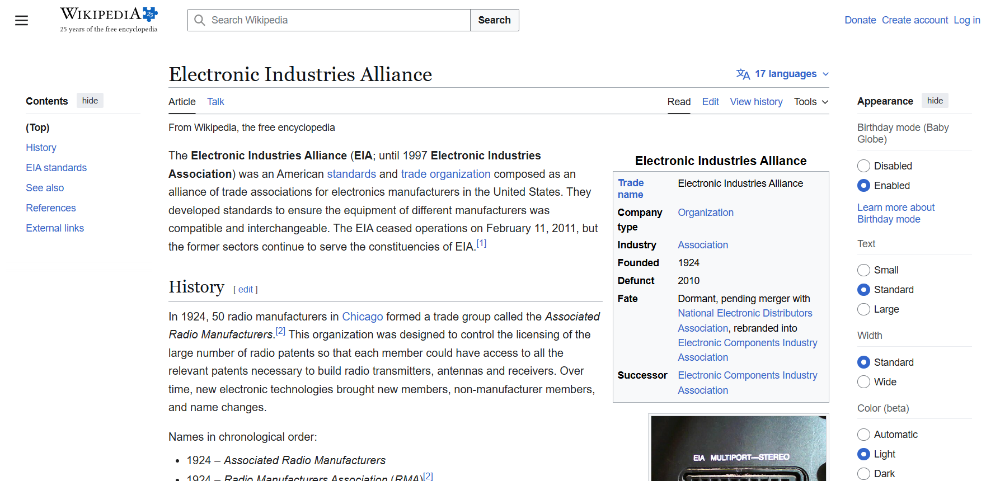 WIKIPEDIA 25
25 years of the free encyclopedia
Search Wikipedia
Search
Donate Create account Log in
Contents hide
(Top)
History
EIA standards
See also
References
External links
Electronic Industries Alliance
17 languages
Article Talk
Read Edit View history Tools
From Wikipedia, the free encyclopedia
The Electronic Industries Alliance (EIA; until 1997 Electronic Industries
Association) was an American standards and trade organization composed as an
alliance of trade associations for electronics manufacturers in the United States. They
developed standards to ensure the equipment of different manufacturers was
compatible and interchangeable. The EIA ceased operations on February 11, 2011, but
the former sectors continue to serve the constituencies of EIA.[1]
History [ edit ]
In 1924, 50 radio manufacturers in Chicago formed a trade group called the Associated
Radio Manufacturers.[2] This organization was designed to control the licensing of the
large number of radio patents so that each member could have access to all the
relevant patents necessary to build radio transmitters, antennas and receivers. Over
time, new electronic technologies brought new members, non-manufacturer members,
and name changes.
Names in chronological order:
• 1924 – Associated Radio Manufacturers
• 1924 – Radio Manufacturers Association (RMA)[2]
Electronic Industries Alliance
Trade name Electronic Industries Alliance
Company type Organization
Industry Association
Founded 1924
Defunct 2010
Fate Dormant, pending merger with
National Electronic Distributors
Association, rebranded into
Electronic Components Industry
Association
Successor Electronic Components Industry
Association
EIA MULTIPORT—STEREO
Appearance hide
Birthday mode (Baby
Globe)
Disabled
Enabled
Learn more about
Birthday mode
Text
Small
Standard
Large
Width
Standard
Wide
Color (beta)
Automatic
Light
Dark